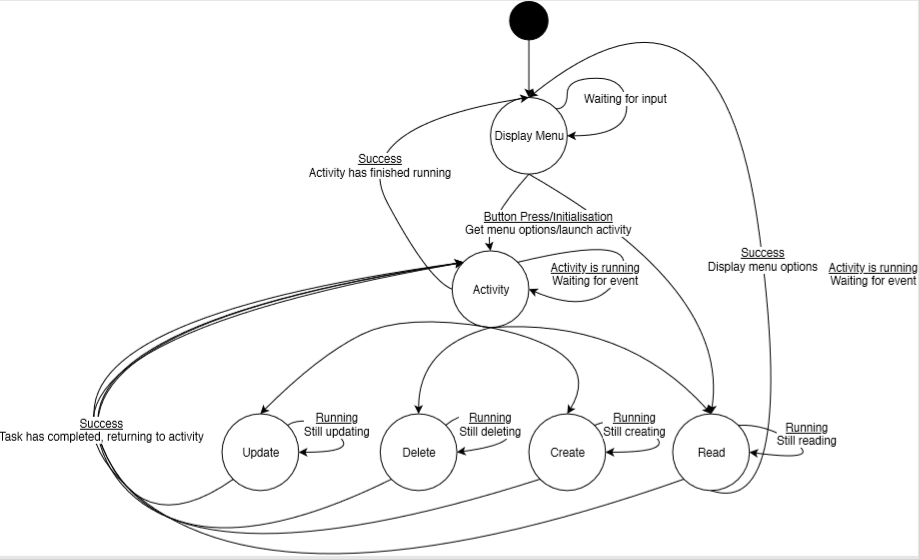 Waiting for input
Display Menu
Success
Activity has finished running
Button Press/Initialisation
Get menu options/launch activity
Success
Display menu options
Activity is running
Waiting for event
Activity is running
Waiting for event
Activity
Success
Task has completed, returning to activity
Running
Still updating
Running
Still deleting
Running
Still creating
Running
Still reading
Update
Delete
Create
Read